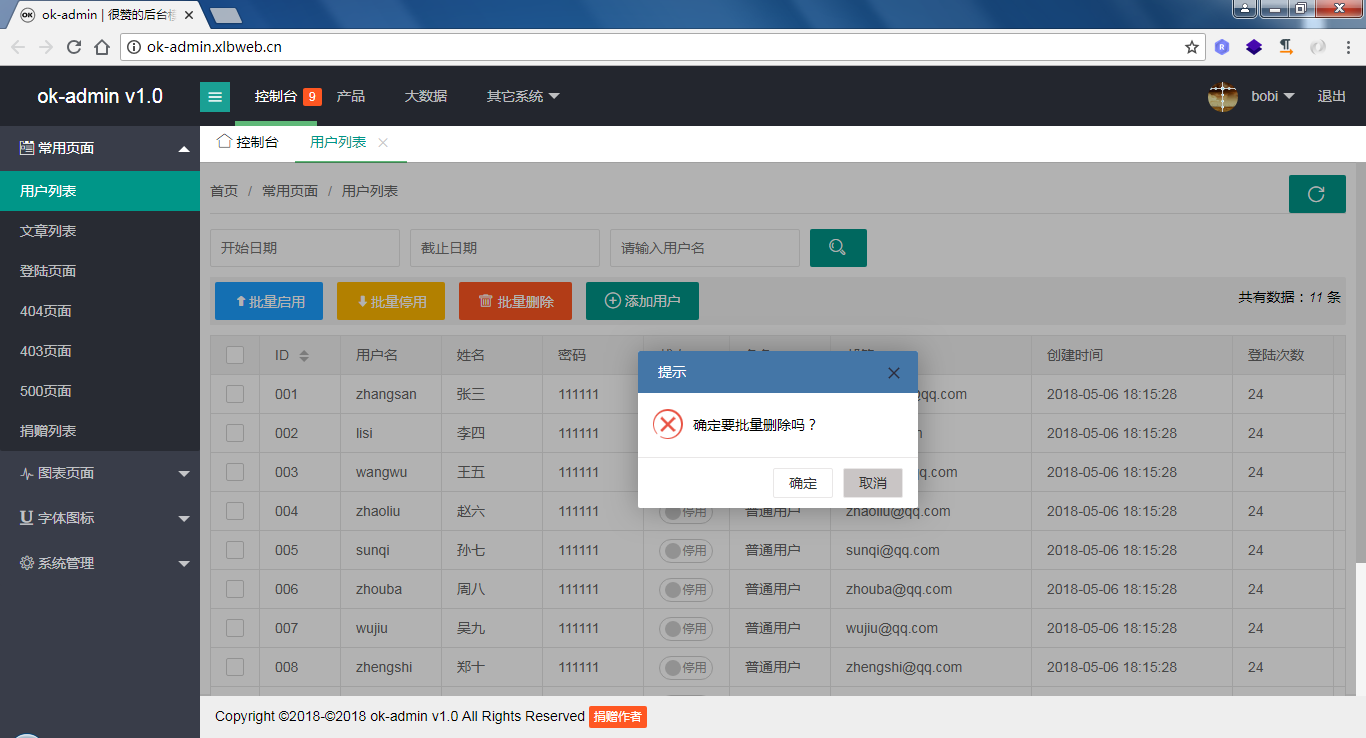 ok-admin | 很赞的后台模
ok-admin.xlbweb.cn
ok-admin v1.0 控制台 9 产品 大数据 其它系统 bobi 退出
常用页面 控制台 用户列表
用户列表
文章列表
登陆页面
404页面
403页面
500页面
捐赠列表
图表页面
字体图标
系统管理
首页 / 常用页面 / 用户列表
开始日期 截止日期 请输入用户名
批量启用 批量停用 批量删除 添加用户 共有数据：11 条
ID 用户名 姓名 密码 创建时间 登陆次数
001 zhangsan 张三 111111 @qq.com 2018-05-06 18:15:28 24
002 lisi 李四 111111 2018-05-06 18:15:28 24
003 wangwu 王五 111111 qq.com 2018-05-06 18:15:28 24
004 zhaoliu 赵六 111111 停用 普通用户 zhaoliu@qq.com 2018-05-06 18:15:28 24
005 sunqi 孙七 111111 停用 普通用户 sunqi@qq.com 2018-05-06 18:15:28 24
006 zhouba 周八 111111 停用 普通用户 zhouba@qq.com 2018-05-06 18:15:28 24
007 wujiu 吴九 111111 停用 普通用户 wujiu@qq.com 2018-05-06 18:15:28 24
008 zhengshi 郑十 111111 停用 普通用户 zhengshi@qq.com 2018-05-06 18:15:28 24
提示
确定要批量删除吗？
确定 取消
Copyright ©2018-©2018 ok-admin v1.0 All Rights Reserved 捐赠作者